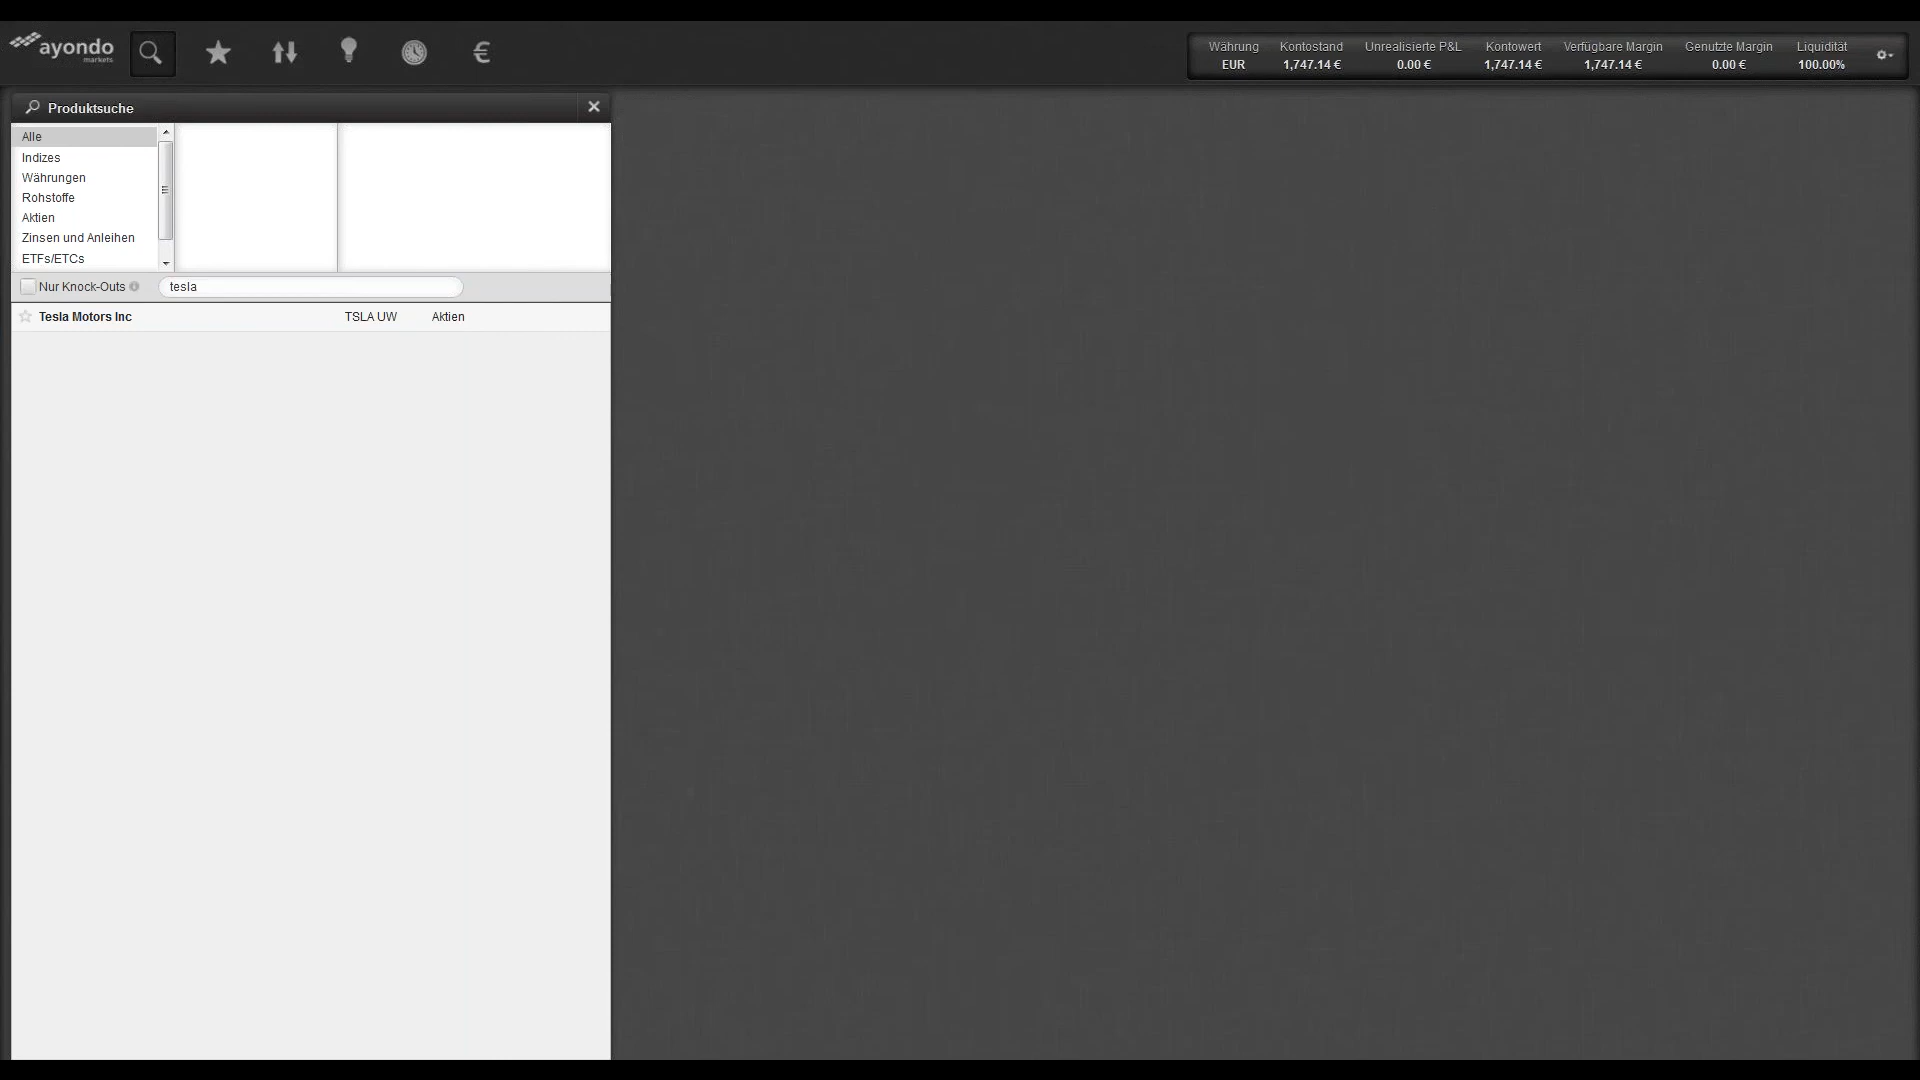 ayondo
markets
Währung Kontostand Unrealisierte P&L Kontowert Verfügbare Margin Genutzte Margin Liquidität
EUR 1,747.14 € 0.00 € 1,747.14 € 1,747.14 € 0.00 € 100.00%
Produktsuche
Alle
Indizes
Währungen
Rohstoffe
Aktien
Zinsen und Anleihen
ETFs/ETCs
Nur Knock-Outs tesla
Tesla Motors Inc TSLA UW Aktien